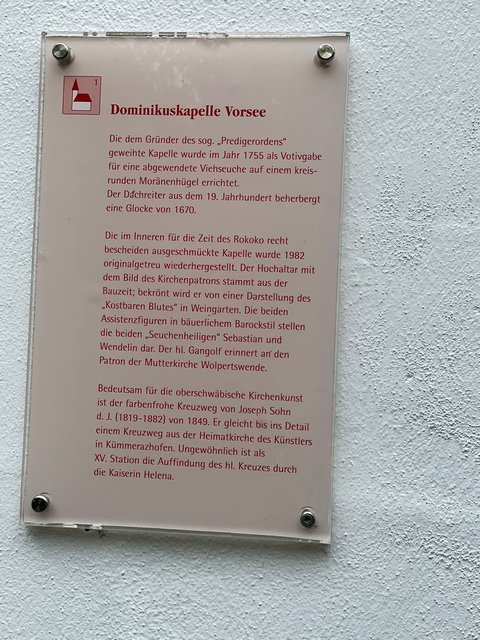 1
Dominikuskapelle Vorsee
Die dem Gründer des sog. „Predigerordens"
geweihte Kapelle wurde im Jahr 1755 als Votivgabe
für eine abgewendete Viehseuche auf einem kreis-
runden Moränenhügel errichtet.
Der Dachreiter aus dem 19. Jahrhundert beherbergt
eine Glocke von 1670.
Die im Inneren für die Zeit des Rokoko recht
bescheiden ausgeschmückte Kapelle wurde 1982
originalgetreu wiederhergestellt. Der Hochaltar mit
dem Bild des Kirchenpatrons stammt aus der
Bauzeit; bekrönt wird er von einer Darstellung des
„Kostbaren Blutes" in Weingarten. Die beiden
Assistenzfiguren in bäuerlichem Barockstil stellen
die beiden „Seuchenheiligen" Sebastian und
Wendelin dar. Der hl. Gangolf erinnert an den
Patron der Mutterkirche Wolpertswende.
Bedeutsam für die oberschwäbische Kirchenkunst
ist der farbenfrohe Kreuzweg von Joseph Sohn
d. J. (1819-1882) von 1849. Er gleicht bis ins Detail
einem Kreuzweg aus der Heimatkirche des Künstlers
in Kümmerazhofen. Ungewöhnlich ist als
XV. Station die Auffindung des hl. Kreuzes durch
die Kaiserin Helena.